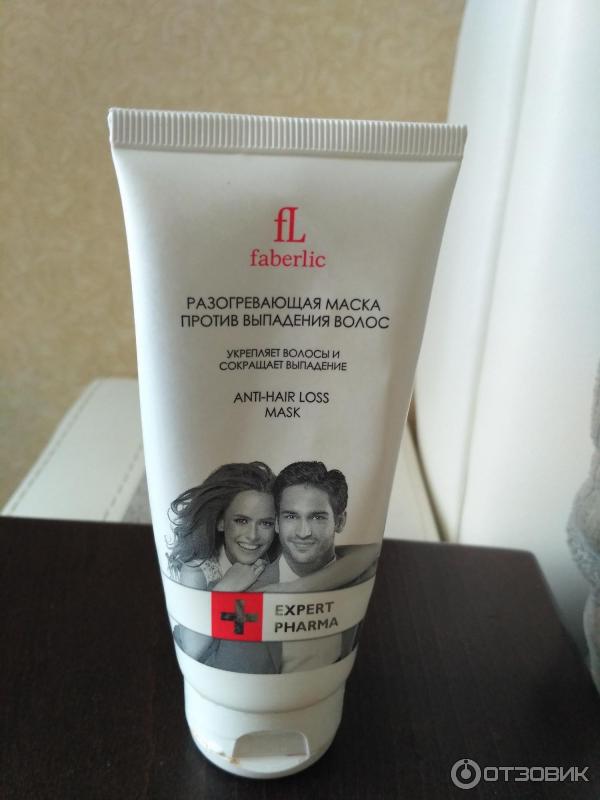 fL
faberlic
РАЗОГРЕВАЮЩАЯ МАСКА
ПРОТИВ ВЫПАДЕНИЯ ВОЛОС
УКРЕПЛЯЕТ ВОЛОСЫ И
СОКРАЩАЕТ ВЫПАДЕНИЕ
ANTI-HAIR LOSS
MASK
EXPERT
PHARMA
ОТЗОВИК